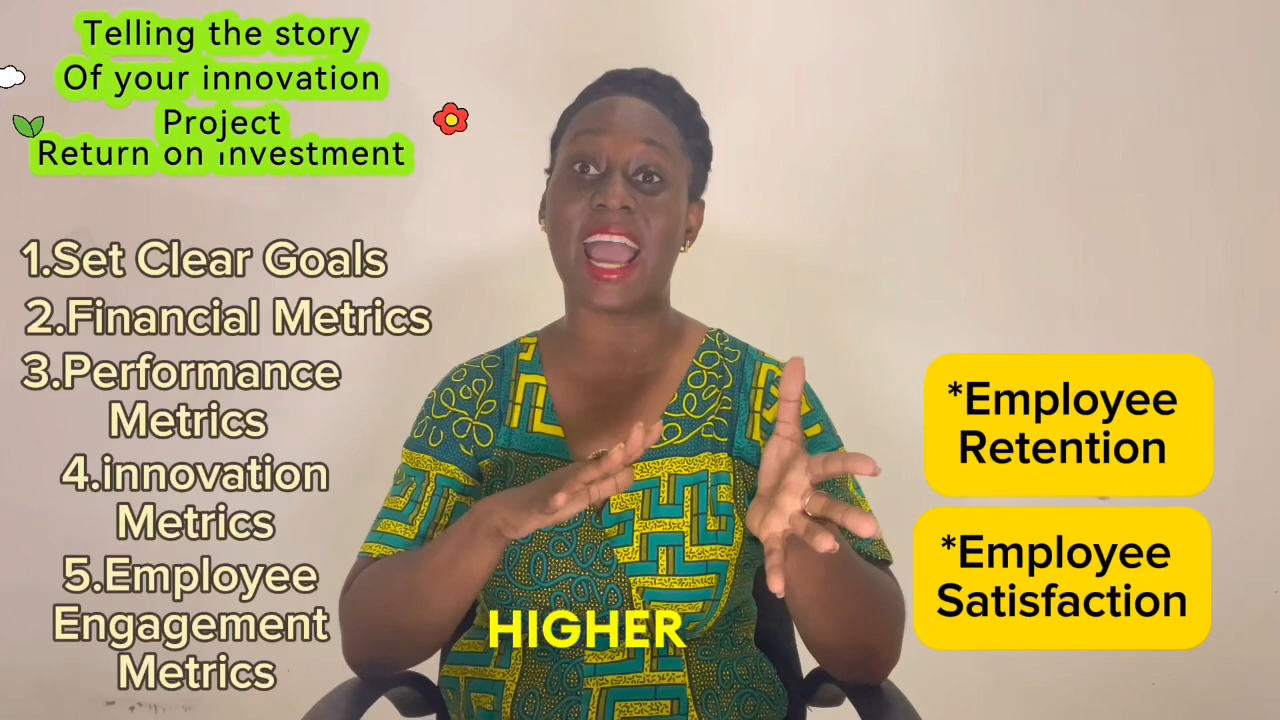 Telling the story
Of your innovation
Project
Return on investment
1.Set Clear Goals
2.Financial Metrics
3.Performance
Metrics
4.innovation
Metrics
5.Employee
Engagement
Metrics
*Employee
Retention
*Employee
Satisfaction
HIGHER